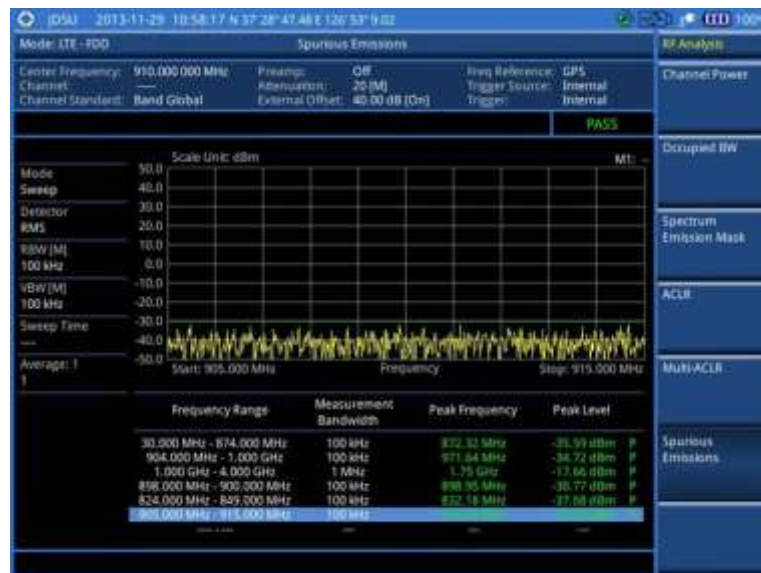 JDSU 2013-11-29 10:58:17 N 37° 28' 47.48 E 126° 53' 9.02 100%
Mode: LTE - FDD Spurious Emissions RF Analysis
Center Frequency: 910.000 000 MHz Preamp: Off Freq Reference: GPS
Channel: --- Attenuation: 20 [M] Trigger Source: Internal
Channel Standard: Band Global External Offset: 40.00 dB [On] Trigger: Internal
PASS
Channel Power
Occupied BW
Spectrum
Emission Mask
ACLR
Multi-ACLR
Spurious
Emissions
Scale Unit: dBm M1: --
Mode
Sweep
Detector
RMS
RBW [M]
100 kHz
VBW [M]
100 kHz
Sweep Time
---
Average: 1
1
50.0
40.0
30.0
20.0
10.0
0.0
-10.0
-20.0
-30.0
-40.0
-50.0
Start: 905.000 MHz Frequency Stop: 915.000 MHz
Frequency Range Measurement Bandwidth Peak Frequency Peak Level
30.000 MHz - 874.000 MHz 100 kHz 872.32 MHz -35.59 dBm P
904.000 MHz - 1.000 GHz 100 kHz 971.64 MHz -34.72 dBm P
1.000 GHz - 4.000 GHz 1 MHz 1.75 GHz -17.66 dBm P
898.000 MHz - 900.000 MHz 100 kHz 898.95 MHz -38.77 dBm P
824.000 MHz - 849.000 MHz 100 kHz 832.18 MHz -37.68 dBm P
905.000 MHz - 915.000 MHz 100 kHz